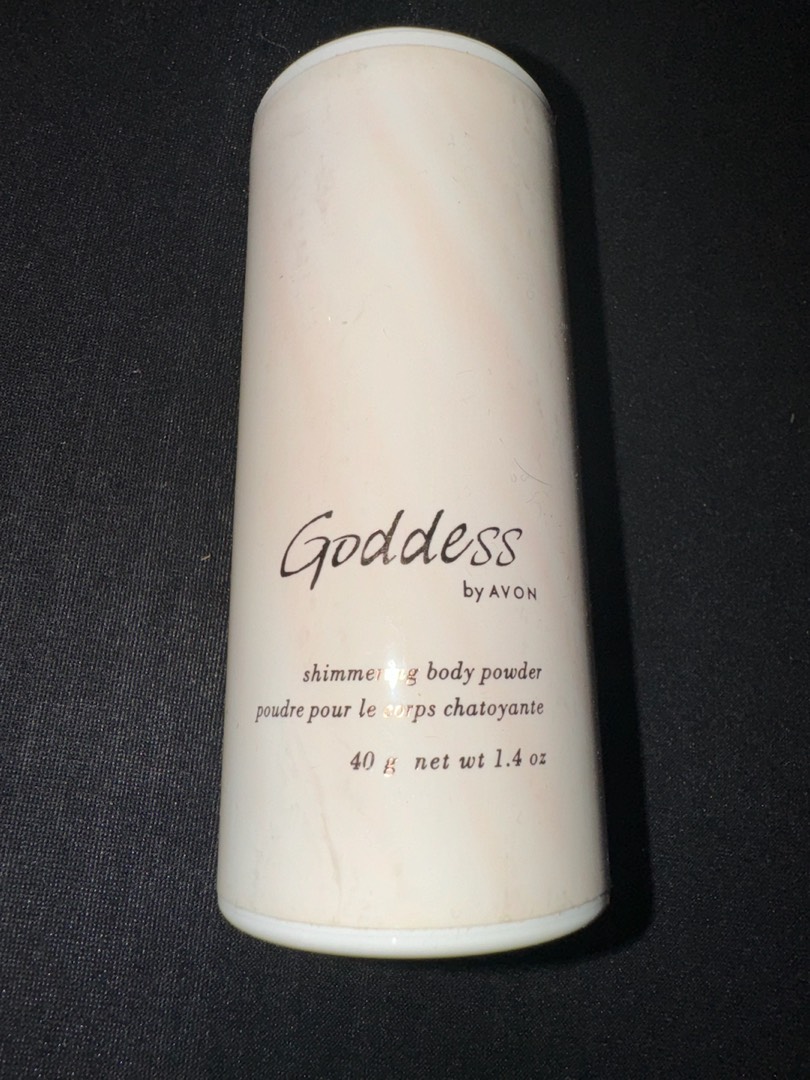 Goddess
by AVON
shimmering body powder
poudre pour le corps chatoyante
40 g net wt 1.4 oz